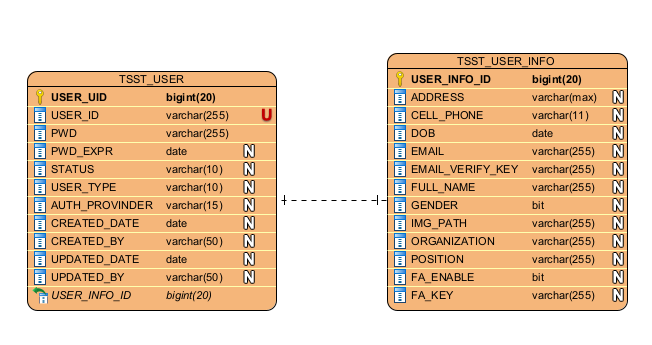 TSST_USER
USER_UID bigint(20)
USER_ID varchar(255) U
PWD varchar(255)
PWD_EXPR date N
STATUS varchar(10) N
USER_TYPE varchar(10) N
AUTH_PROVINDER varchar(15) N
CREATED_DATE date N
CREATED_BY varchar(50) N
UPDATED_DATE date N
UPDATED_BY varchar(50) N
USER_INFO_ID bigint(20)
TSST_USER_INFO
USER_INFO_ID bigint(20)
ADDRESS varchar(max) N
CELL_PHONE varchar(11) N
DOB date N
EMAIL varchar(255) N
EMAIL_VERIFY_KEY varchar(255) N
FULL_NAME varchar(255) N
GENDER bit N
IMG_PATH varchar(255) N
ORGANIZATION varchar(255) N
POSITION varchar(255) N
FA_ENABLE bit N
FA_KEY varchar(255) N